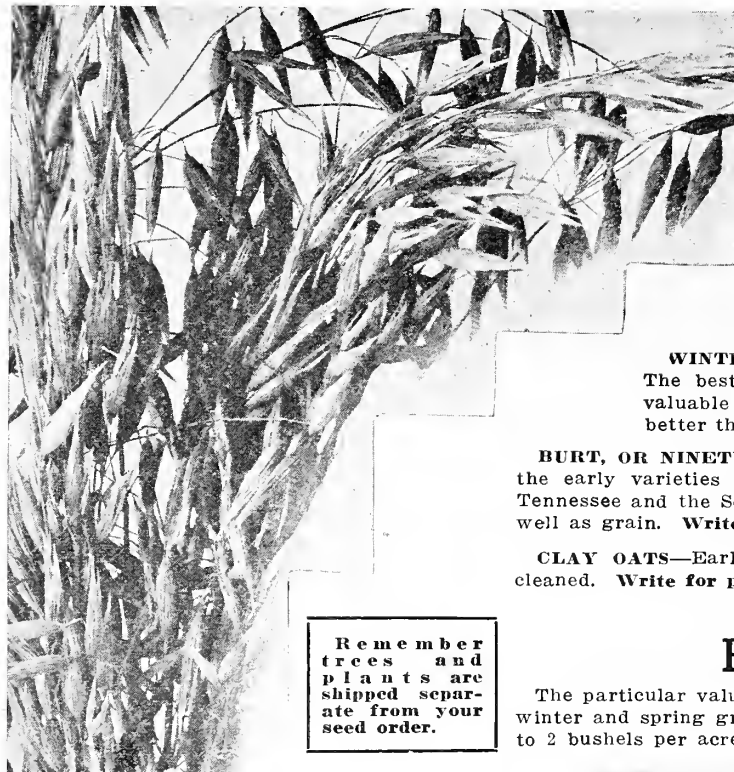 WINTE
The best
valuable
better th
BURT, OR NINET
the early varieties
Tennessee and the S
well as grain. Write
CLAY OATS—Earl
cleaned. Write for p
Remember
trees and
plants are
shipped separ-
ate from your
seed order.
The particular valu
winter and spring gr
to 2 bushels per acre